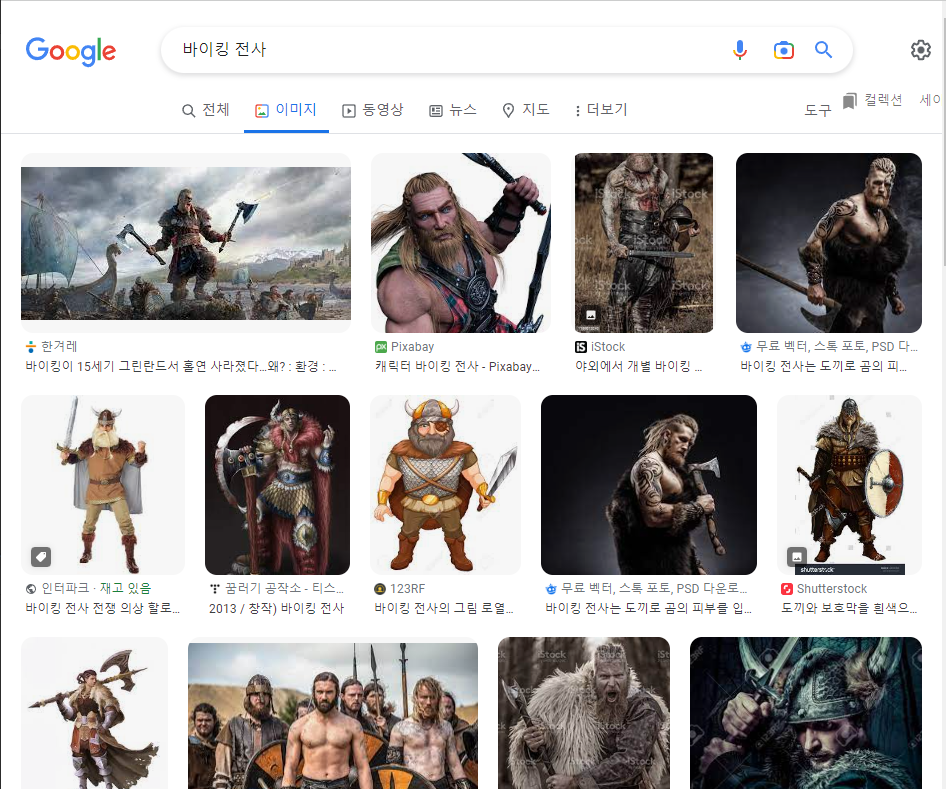 Google
바이킹 전사
전체
이미지
동영상
뉴스
지도
더보기
도구
컬렉션
세이
한겨레
바이킹이 15세기 그린란드서 홀연 사라졌다...왜? : 환경 : ...
px Pixabay
캐릭터 바이킹 전사 - Pixabay...
iStock
야외에서 개별 바이킹 ...
무료 벡터, 스톡 포토, PSD 다...
바이킹 전사는 도끼로 곰의 피...
인터파크 · 재고 있음
바이킹 전사 전쟁 의상 할로...
꿈러기 공작소 - 티스...
2013 / 창작) 바이킹 전사
123RF
바이킹 전사의 그림 로열...
무료 벡터, 스톡 포토, PSD 다운로...
바이킹 전사는 도끼로 곰의 피부를 입...
shutterstock
Shutterstock
도끼와 보호막을 흰색으...
iStock
iStock
iStock